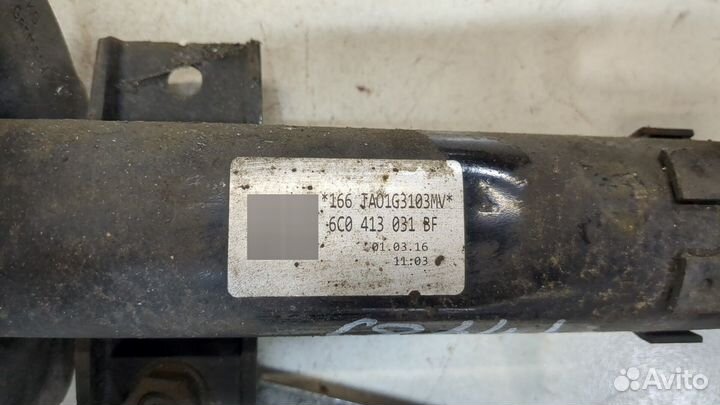 *166 JA01G3103MV*
6C0 413 031 BF
01.03.16
11:03
Avito